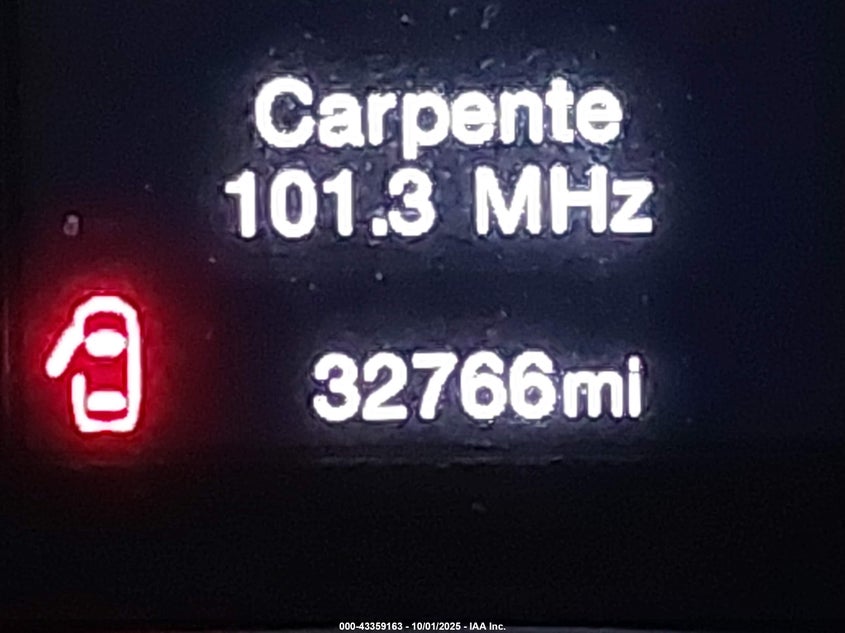 Carpente
101.3 MHz
32766mi
000-43359163 - 10/01/2025 - IAA Inc.